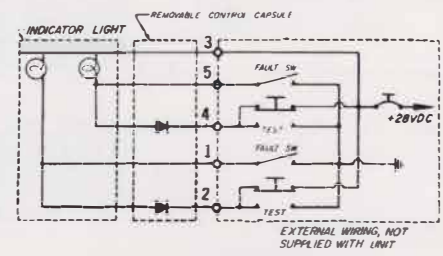 REMOVABLE CONTROL CAPSULE
INDICATOR LIGHT
3
5
FAULT SW
4
+28VDC
TEST
1
FAULT SW
2
TEST
EXTERNAL WIRING, NOT
SUPPLIED WITH UNIT